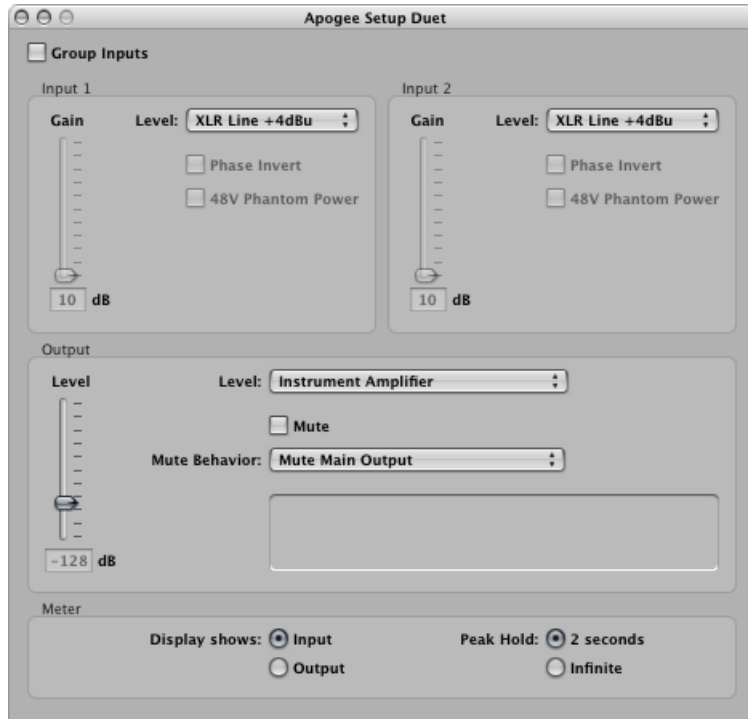 Apogee Setup Duet
Group Inputs
Input 1
Gain
Level: XLR Line +4dBu
Phase Invert
48V Phantom Power
10 dB
Input 2
Gain
Level: XLR Line +4dBu
Phase Invert
48V Phantom Power
10 dB
Output
Level
Level: Instrument Amplifier
Mute
Mute Behavior: Mute Main Output
-128 dB
Meter
Display shows: Input
Output
Peak Hold: 2 seconds
Infinite